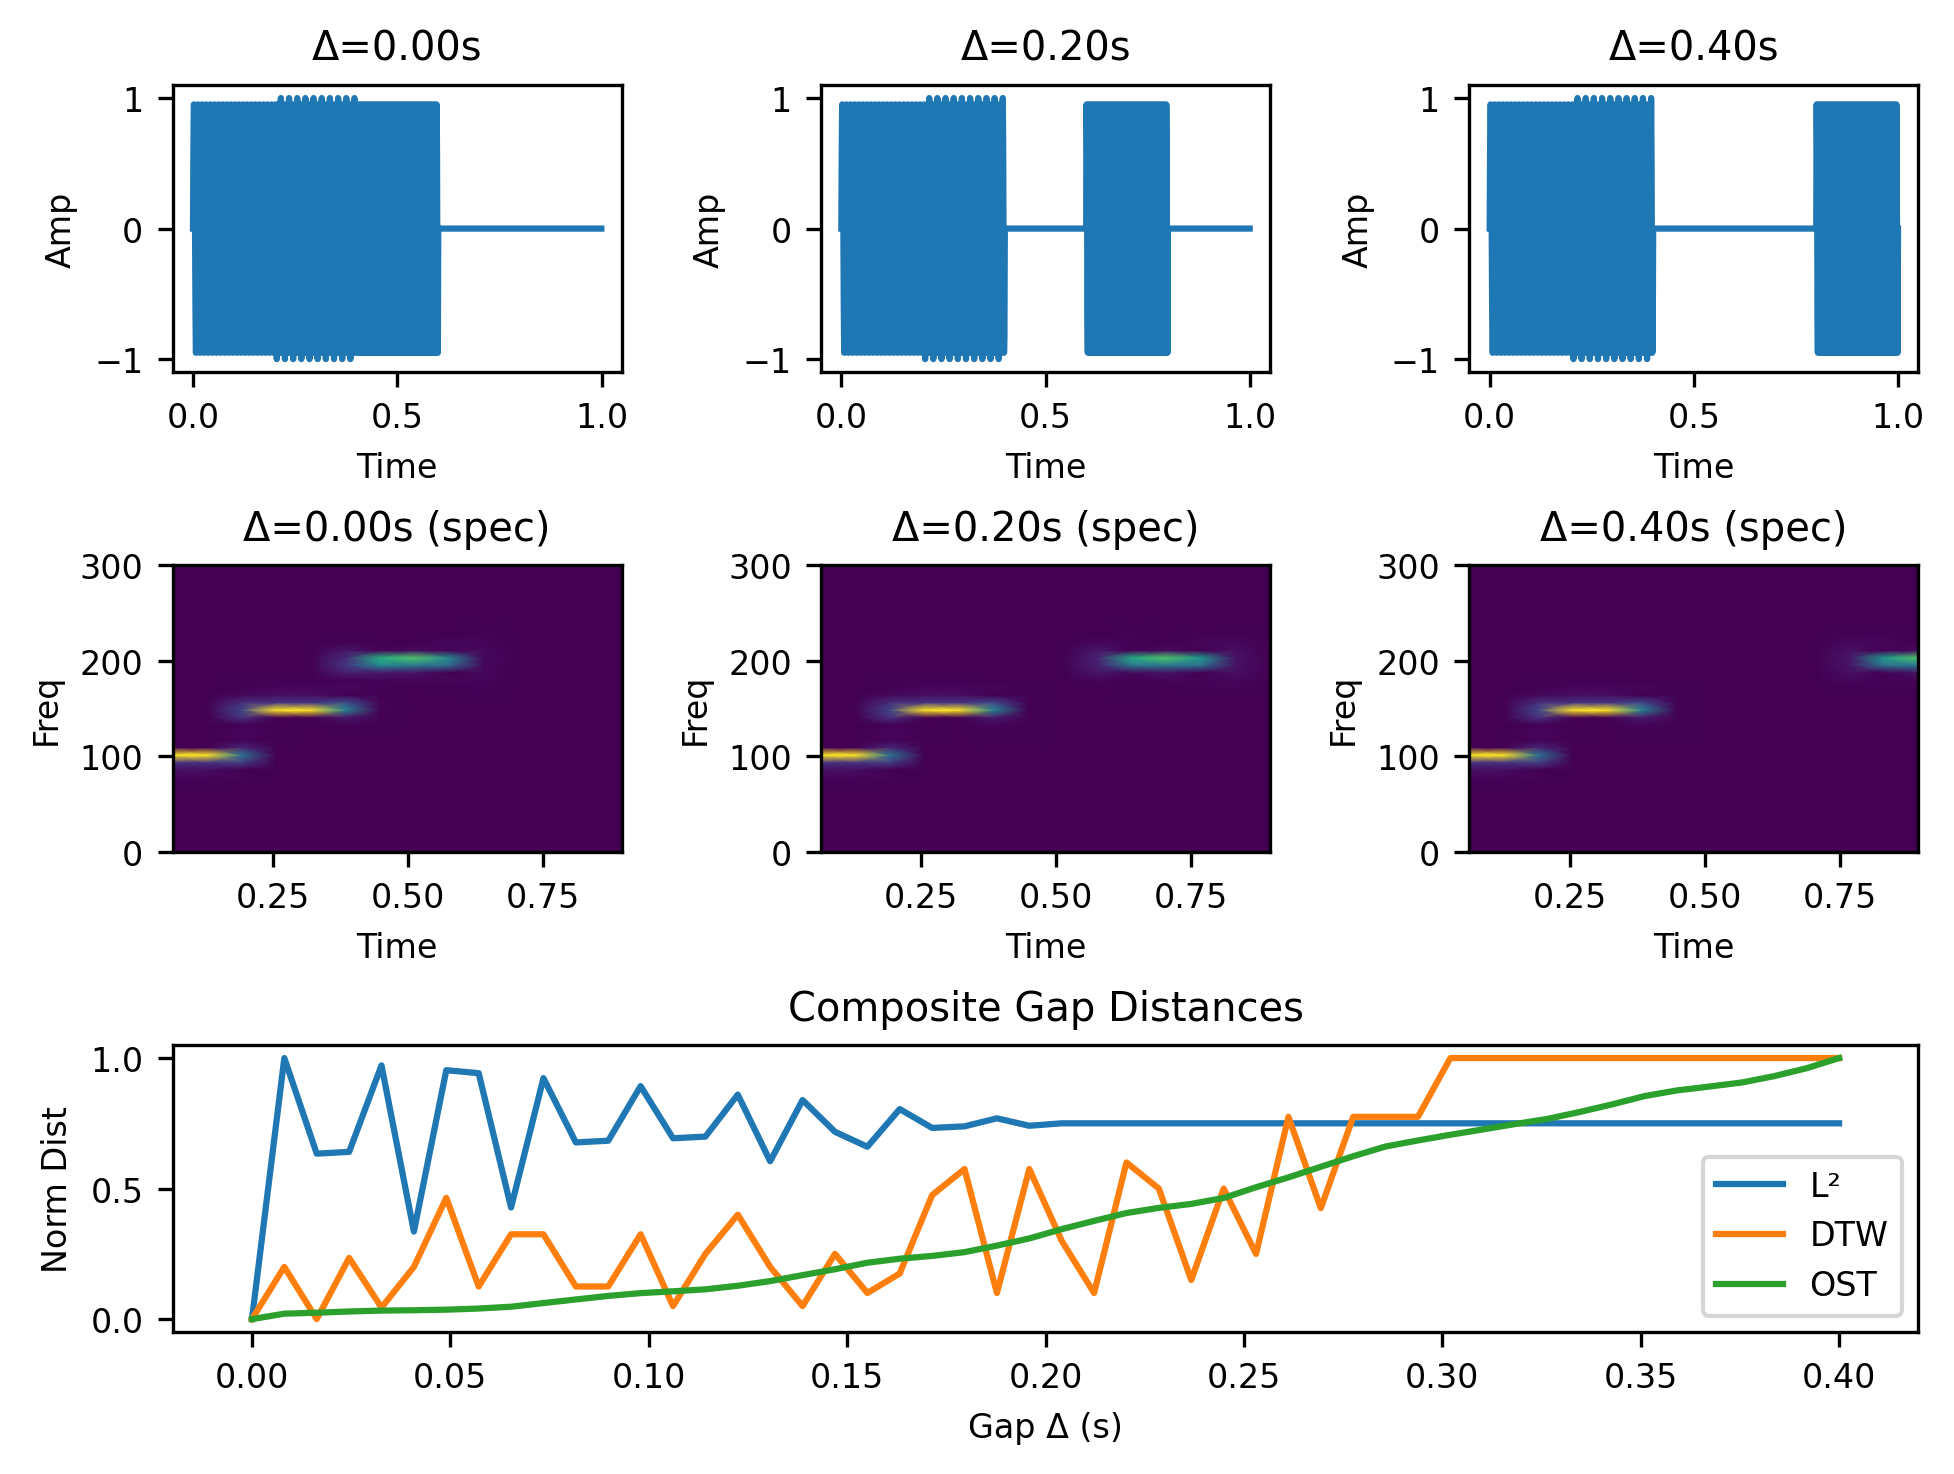 Δ=0.00s Δ=0.20s Δ=0.40s
1 1 1
Amp Amp Amp
0 0 0
−1 −1 −1
0.0 0.5 1.0 0.0 0.5 1.0 0.0 0.5 1.0
Time Time Time
Δ=0.00s (spec) Δ=0.20s (spec) Δ=0.40s (spec)
300 300 300
200 200 200
Freq Freq Freq
100 100 100
0 0 0
0.25 0.50 0.75 0.25 0.50 0.75 0.25 0.50 0.75
Time Time Time
Composite Gap Distances
1.0
Norm Dist
0.5
0.0
L²
DTW
OST
0.00 0.05 0.10 0.15 0.20 0.25 0.30 0.35 0.40
Gap Δ (s)